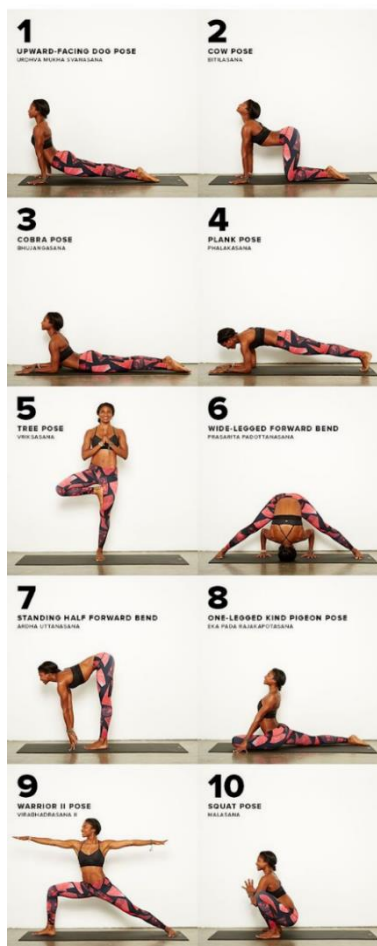 1
UPWARD-FACING DOG POSE
URDHVA MUKHA SVANASANA
2
COW POSE
BITILASANA
3
COBRA POSE
BHUJANGASANA
4
PLANK POSE
PHALAKASANA
5
TREE POSE
VRKSASANA
6
WIDE-LEGGED FORWARD BEND
PRASARITA PADOTTANASANA
7
STANDING HALF FORWARD BEND
ARDHA UTTANASANA
8
ONE-LEGGED KIND PIGEON POSE
EKA PADA RAJAKAPOTASANA
9
WARRIOR II POSE
VIRABHADRASANA II
10
SQUAT POSE
MALASANA